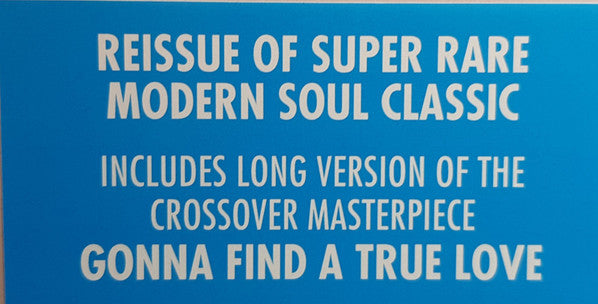 REISSUE OF SUPER RARE
MODERN SOUL CLASSIC
INCLUDES LONG VERSION OF THE
CROSSOVER MASTERPIECE
GONNA FIND A TRUE LOVE